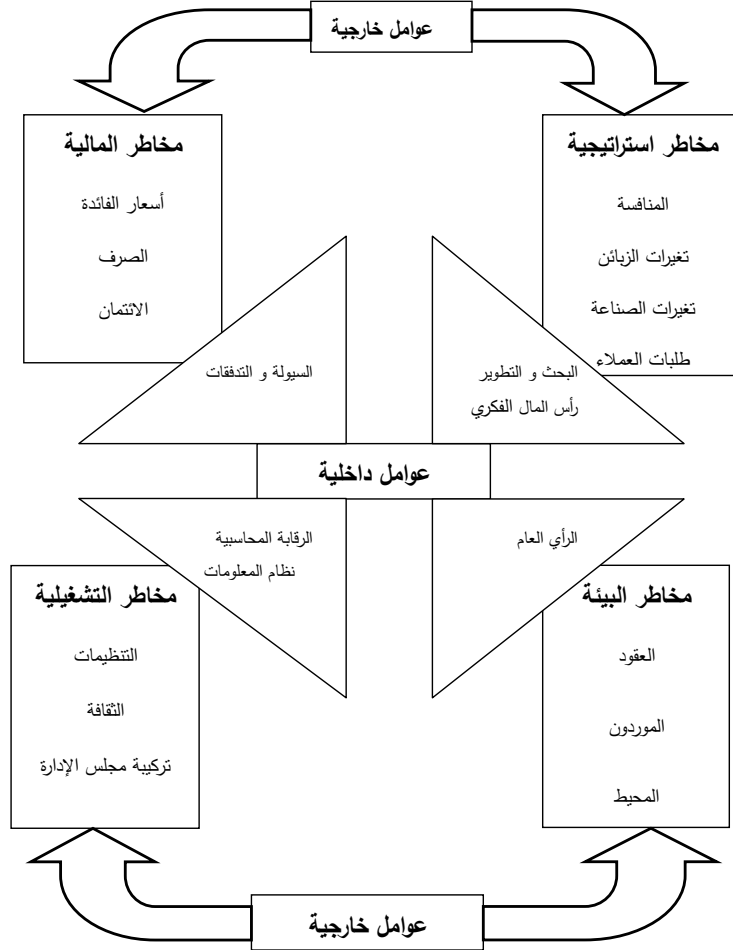 عوامل خارجية
مخاطر استراتيجية
المنافسة
تغيرات الزبائن
تغيرات الصناعة
طلبات العملاء
مخاطر المالية
أسعار الفائدة
الصرف
الائتمان
البحث و التطوير
رأس المال الفكري
السيولة و التدفقات
عوامل داخلية
الرأي العام
الرقابة المحاسبية
نظام المعلومات
مخاطر البيئة
العقود
الموردون
المحيط
مخاطر التشغيلية
التنظيمات
الثقافة
تركيبة مجلس الإدارة
عوامل خارجية